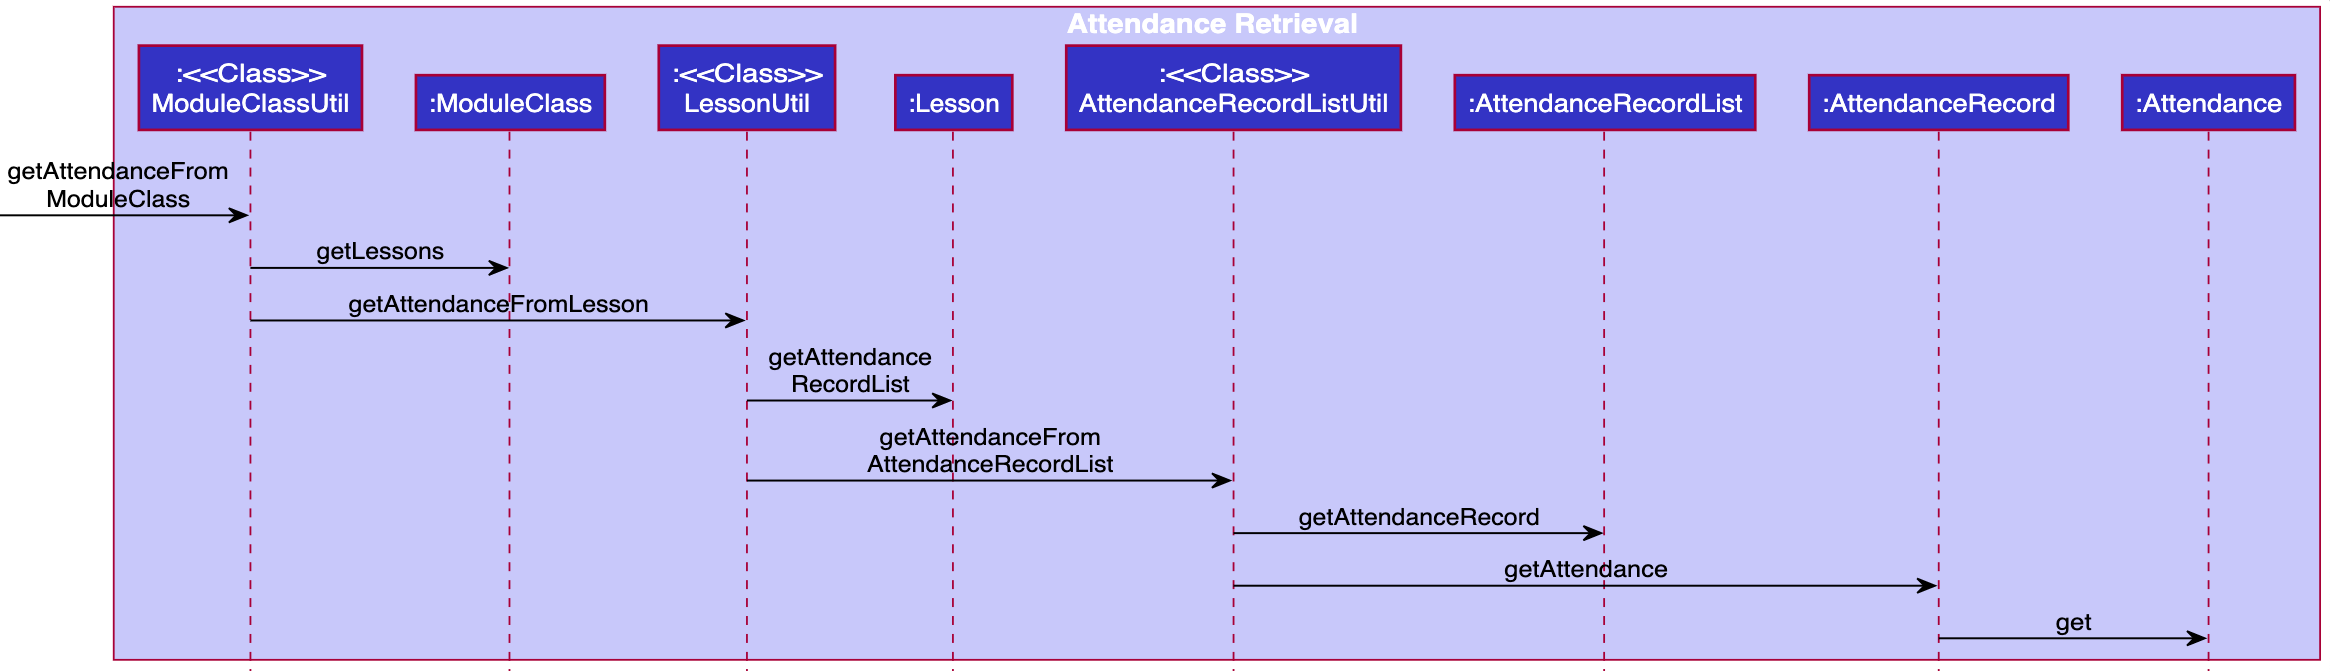 Attendance Retrieval
:<<Class>>
ModuleClassUtil
:ModuleClass
:<<Class>>
LessonUtil
:Lesson
:<<Class>>
AttendanceRecordListUtil
:AttendanceRecordList
:AttendanceRecord
:Attendance
getAttendanceFrom
ModuleClass
getLessons
getAttendanceFromLesson
getAttendance
RecordList
getAttendanceFrom
AttendanceRecordList
getAttendanceRecord
getAttendance
get